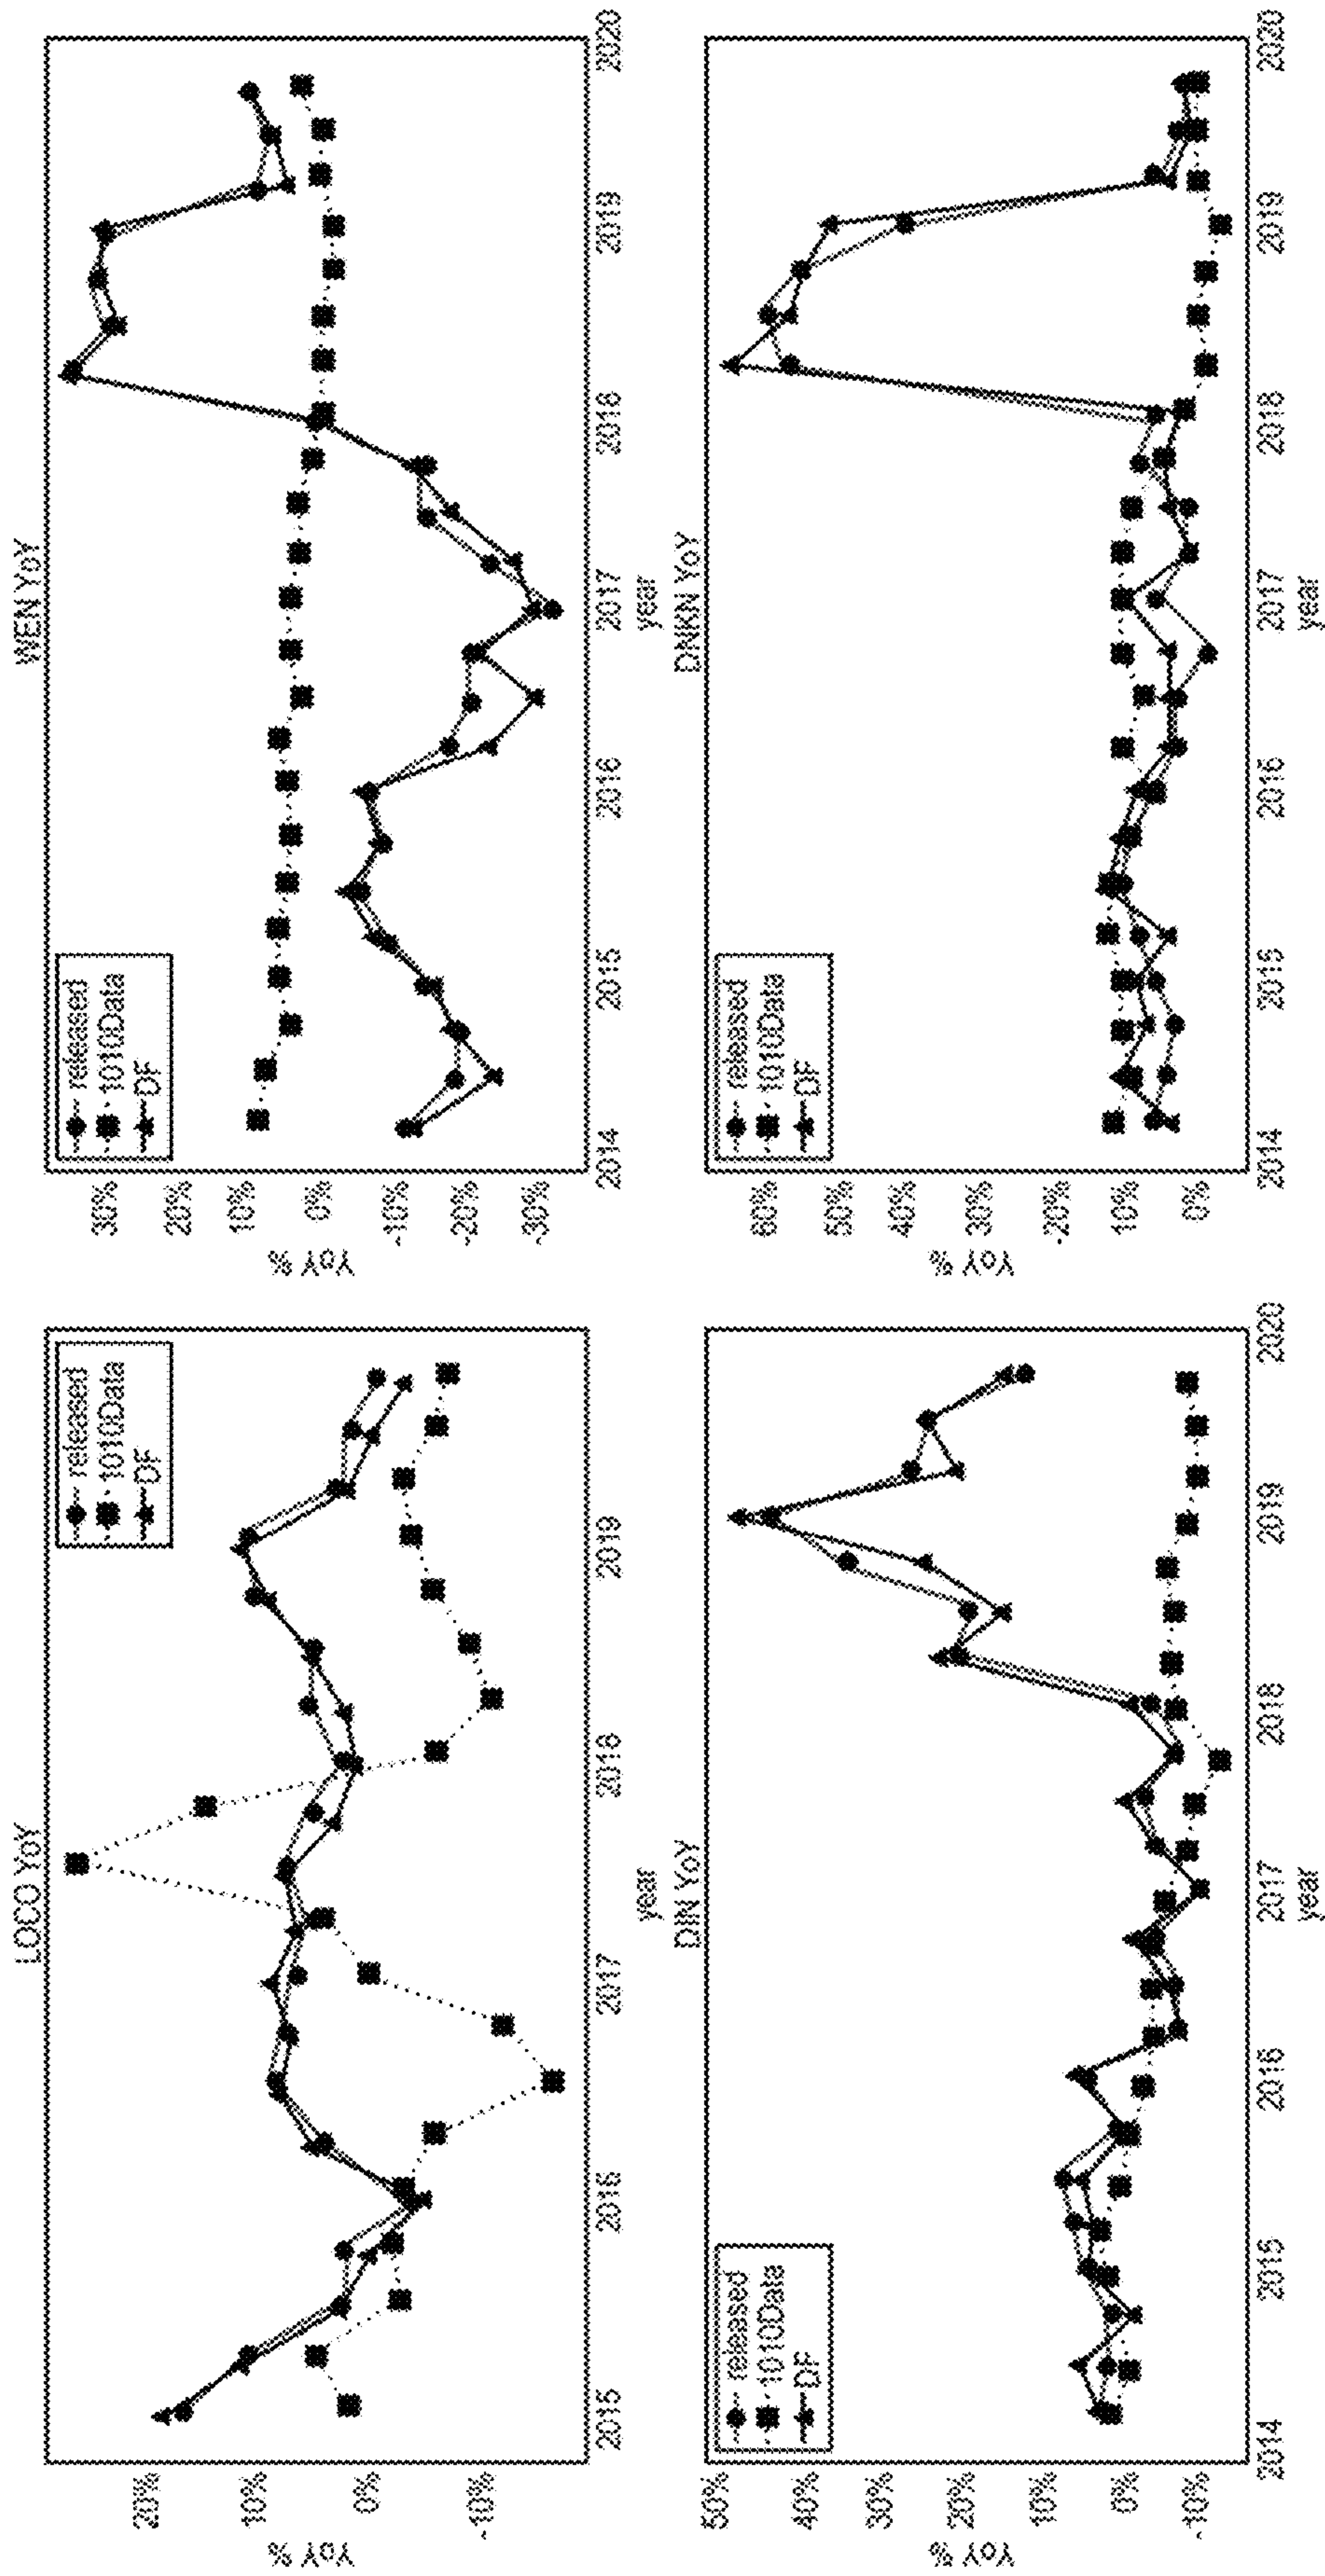 LOCO YoY
released
1010Data
DF
YoY %
20%
10%
0%
-10%
2015
2016
2017
2018
2019
year
WEN YoY
released
1010Data
DF
YoY %
30%
20%
10%
0%
-10%
-20%
-30%
2014
2015
2016
2017
2018
2019
2020
year
DIN YoY
released
1010Data
DF
YoY %
50%
40%
30%
20%
10%
0%
-10%
2014
2015
2016
2017
2018
2019
2020
year
DNKN YoY
released
1010Data
DF
YoY %
60%
50%
40%
30%
20%
10%
0%
2014
2015
2016
2017
2018
2019
2020
year